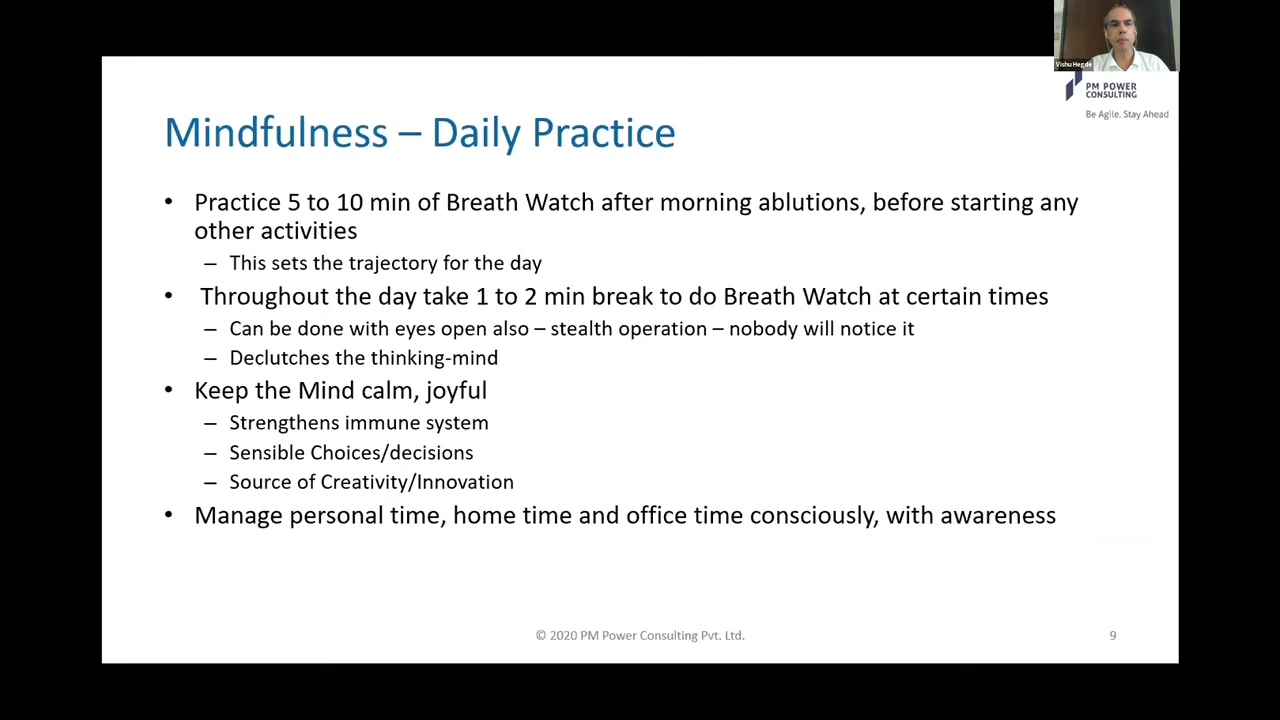 Vishu Hegde
PM POWER
CONSULTING
Be Agile. Stay Ahead
Mindfulness – Daily Practice
• Practice 5 to 10 min of Breath Watch after morning ablutions, before starting any
other activities
– This sets the trajectory for the day
• Throughout the day take 1 to 2 min break to do Breath Watch at certain times
– Can be done with eyes open also – stealth operation – nobody will notice it
– Declutches the thinking-mind
• Keep the Mind calm, joyful
– Strengthens immune system
– Sensible Choices/decisions
– Source of Creativity/Innovation
• Manage personal time, home time and office time consciously, with awareness
© 2020 PM Power Consulting Pvt. Ltd.
9